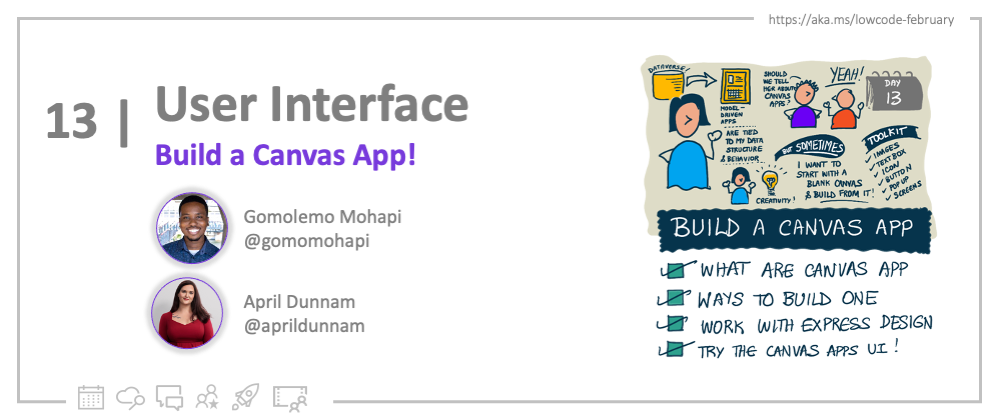 https://aka.ms/lowcode-february
13 |
User Interface
Build a Canvas App!
Gomolemo Mohapi
@gomomohapi
April Dunnam
@aprildunnam
DATAVERSE!
MODEL-
DRIVEN
APPS
ARE TIED
TO MY DATA
STRUCTURE
& BEHAVIOR
SHOULD
WE TELL
HER ABOUT
CANVAS
APPS?
YEAH!
DAY
13
BUT SOMETIMES
I WANT TO
START WITH A
BLANK CANVAS
& BUILD FROM IT!
CREATIVITY!
TOOLKIT
✓ IMAGES
✓ TEXT BOX
✓ ICON
✓ BUTTON
✓ POP UP
✓ SCREENS
BUILD A CANVAS APP
WHAT ARE CANVAS APP
WAYS TO BUILD ONE
WORK WITH EXPRESS DESIGN
TRY THE CANVAS APPS UI!